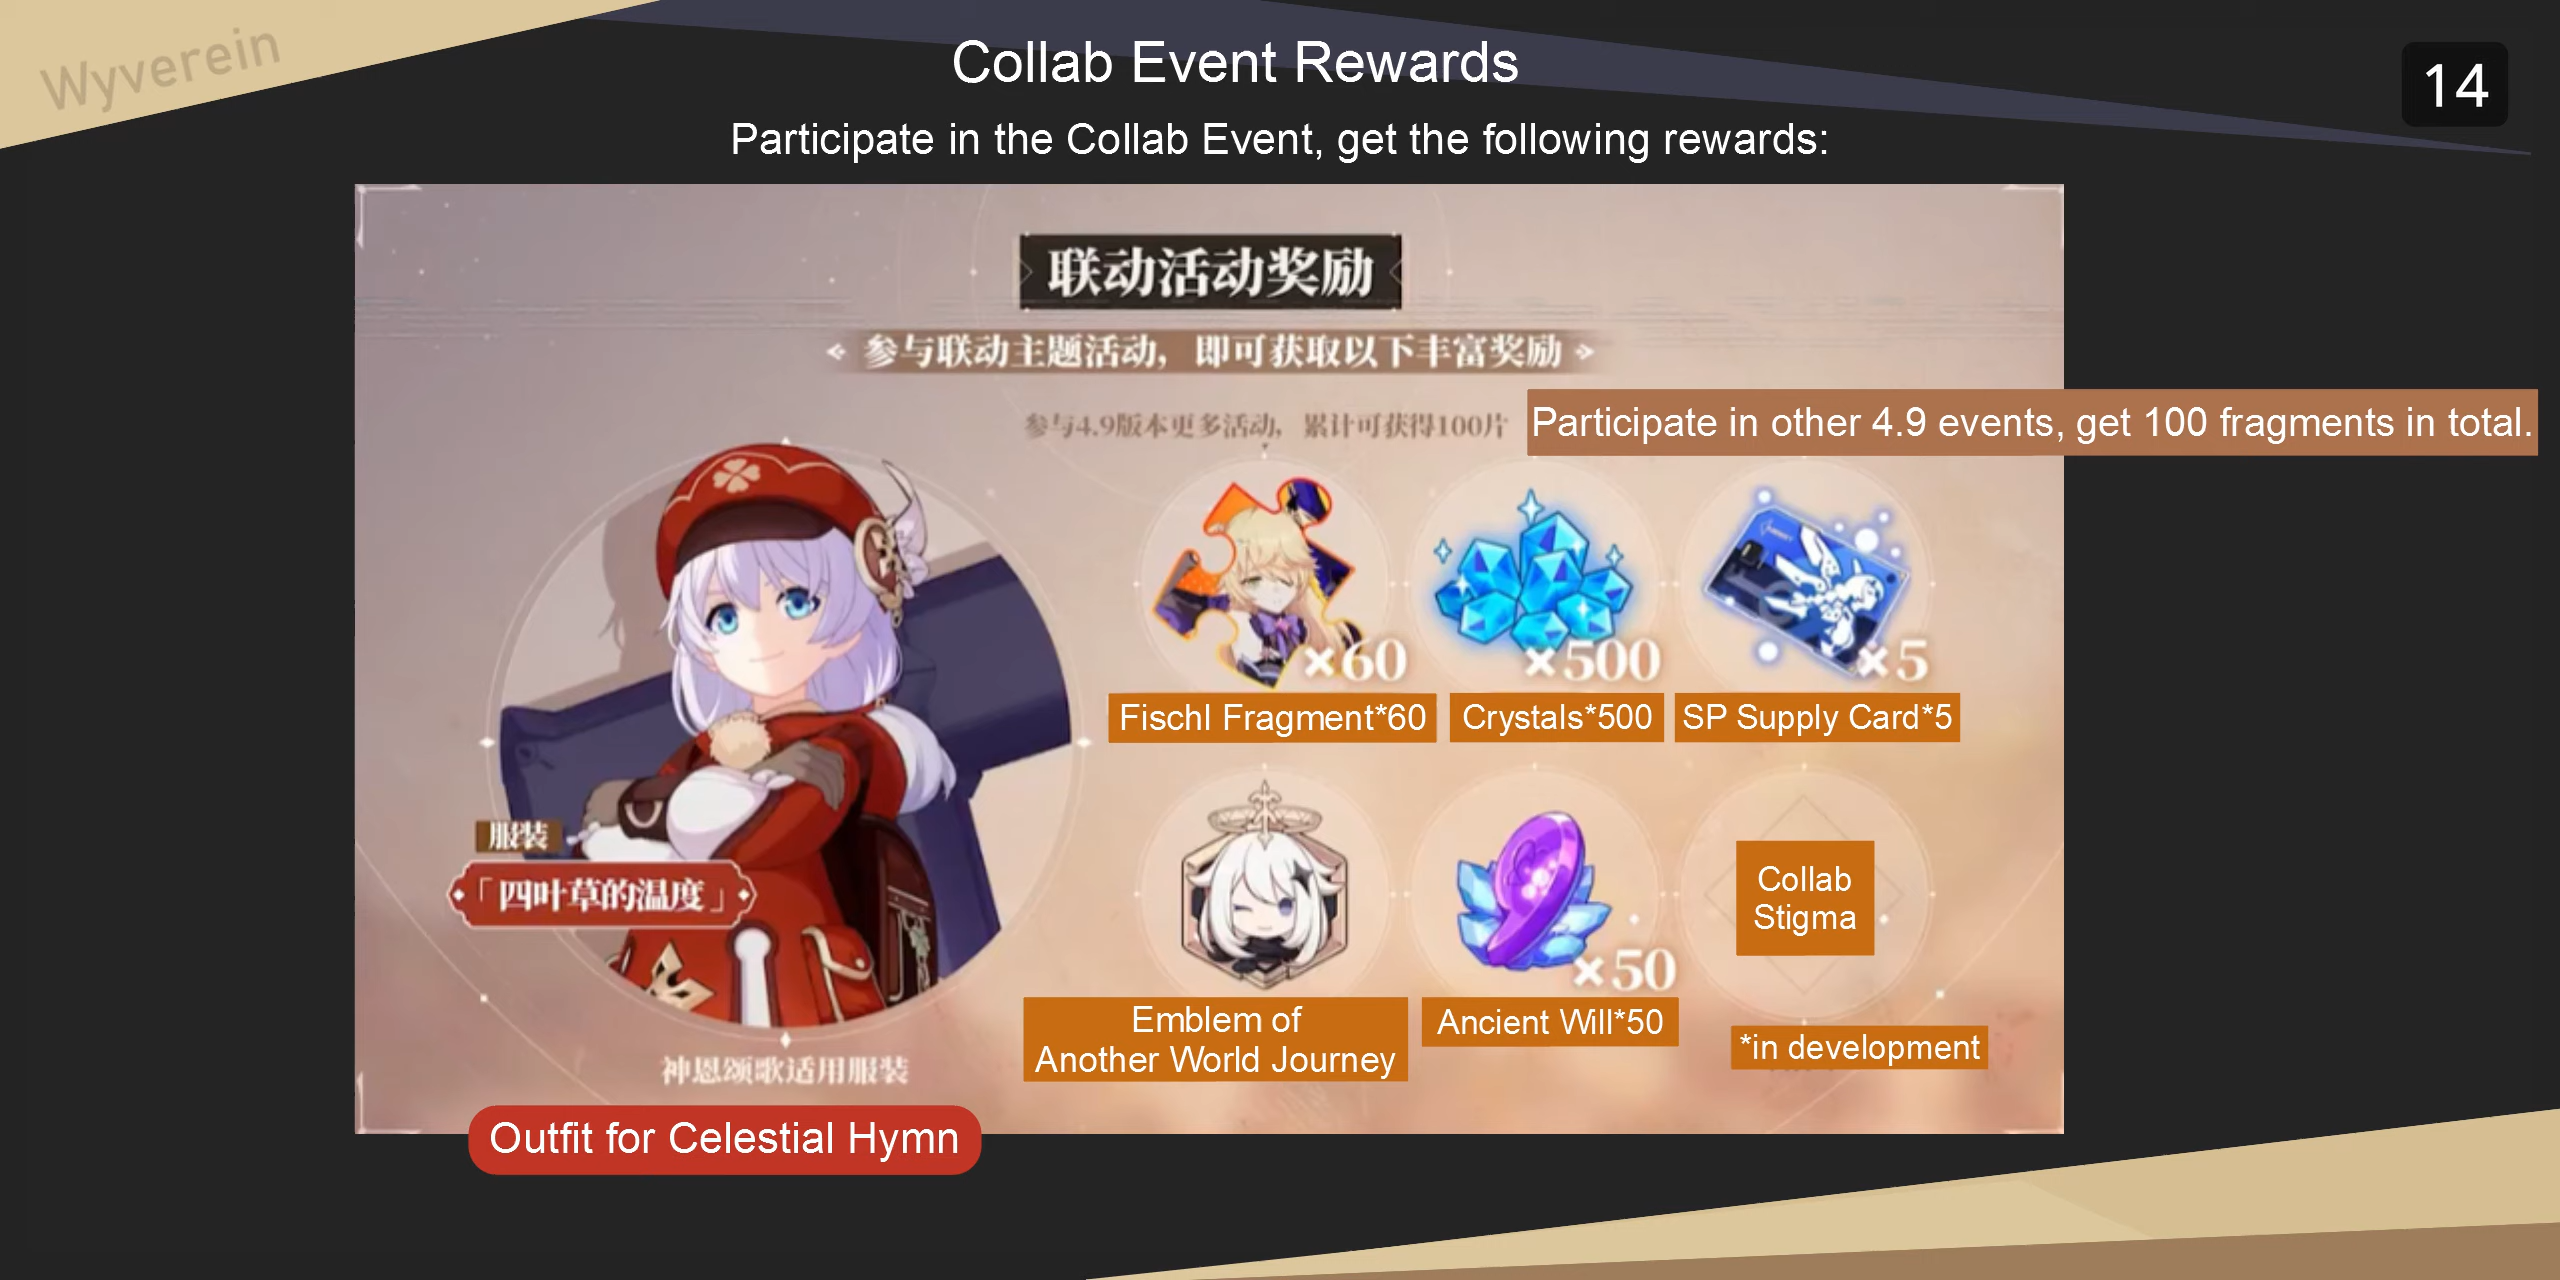 Wyverein
Collab Event Rewards
14
Participate in the Collab Event, get the following rewards:
联动活动奖励
参与联动主题活动，即可获取以下丰富奖励
参与4.9版本更多活动，累计可获得100片
Participate in other 4.9 events, get 100 fragments in total.
×60
×500
×5
Fischl Fragment*60
Crystals*500
SP Supply Card*5
服装
「四叶草的温度」
Collab
Stigma
×50
Emblem of
Another World Journey
Ancient Will*50
*in development
神恩颂歌适用服装
Outfit for Celestial Hymn